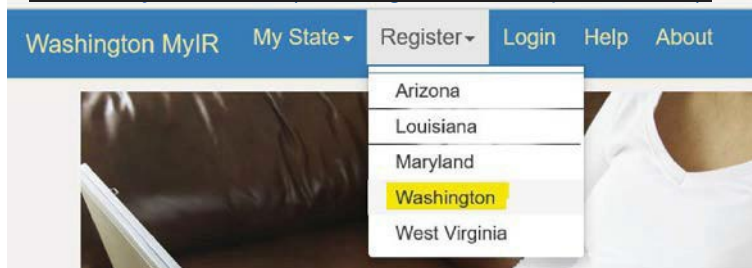 Washington MyIR My State Register Login Help About
Arizona
Louisiana
Maryland
Washington
West Virginia